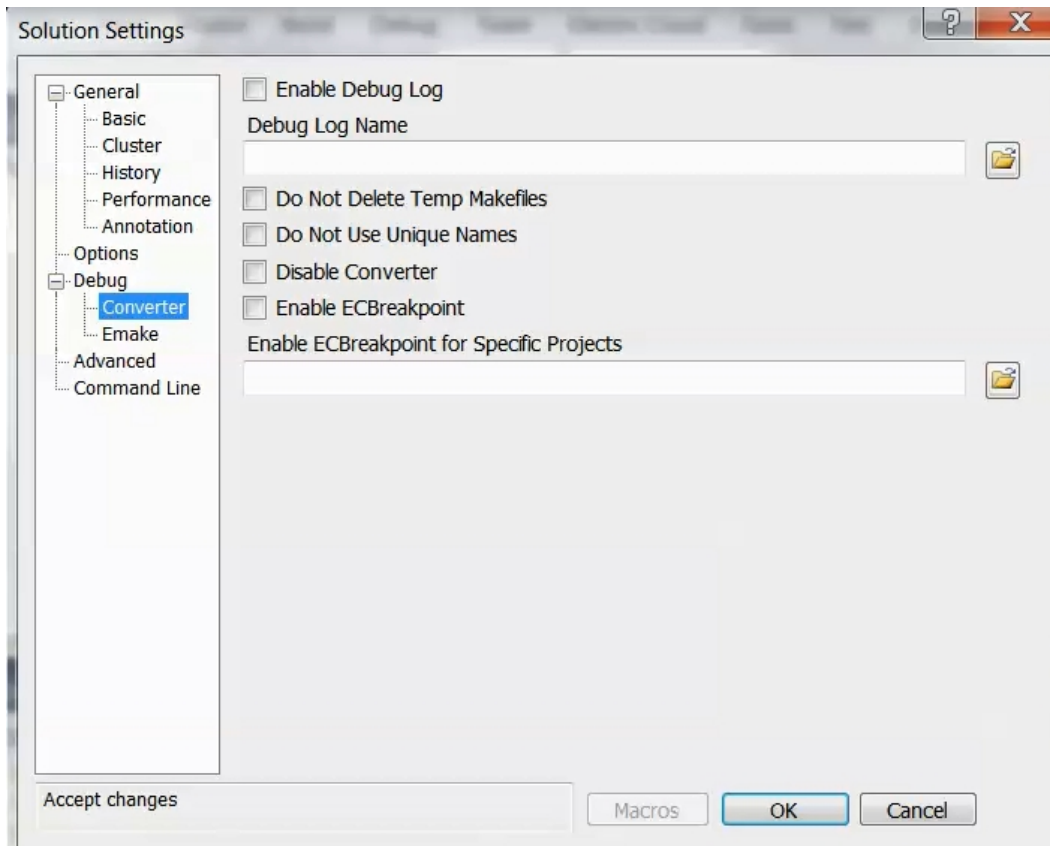 Solution Settings
General
Basic
Cluster
History
Performance
Annotation
Options
Debug
Converter
Emake
Advanced
Command Line
Enable Debug Log
Debug Log Name
Do Not Delete Temp Makefiles
Do Not Use Unique Names
Disable Converter
Enable ECBreakpoint
Enable ECBreakpoint for Specific Projects
Accept changes
Macros
OK
Cancel